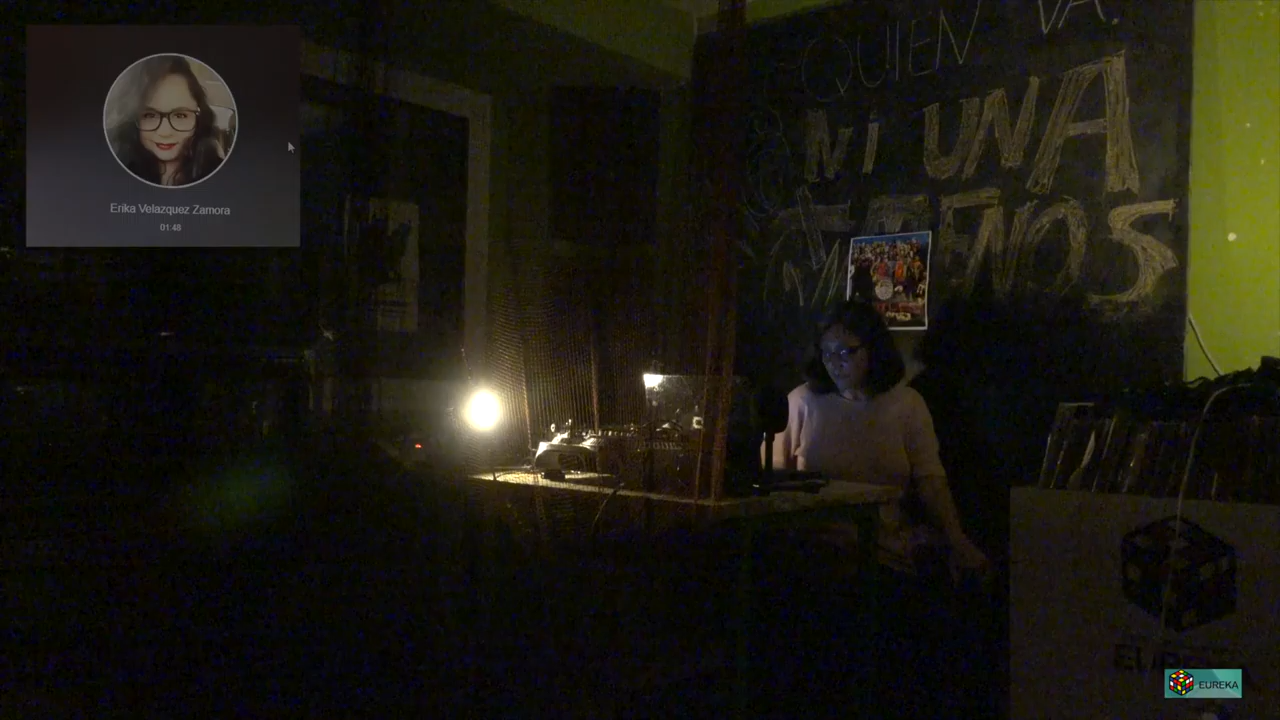 Erika Velazquez Zamora
01:48
QUIEN VA.
NI UNA
MENOS
EUREKA